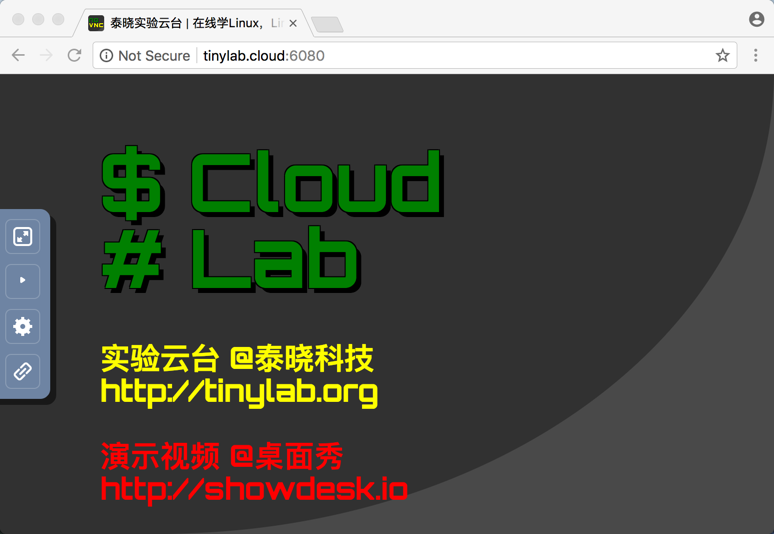 VNC
泰晓实验云台 | 在线学Linux，Li
Not Secure
tinylab.cloud:6080
$ Cloud
# Lab
实验云台 @泰晓科技
http://tinylab.org
演示视频 @桌面秀
http://showdesk.io